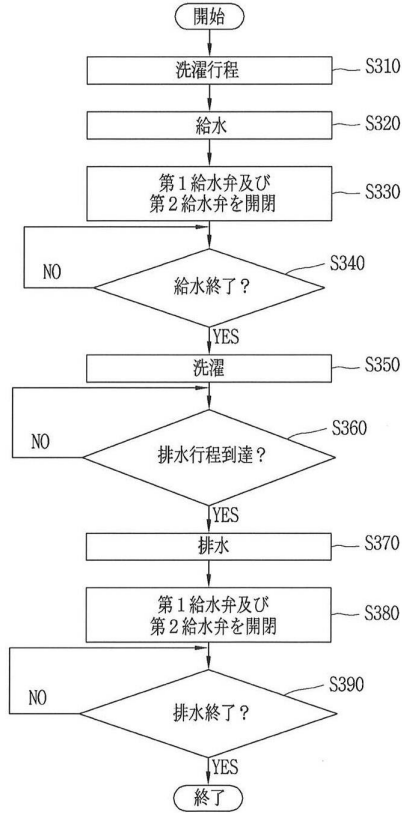 開始
洗濯行程
S310
給水
S320
第1給水弁及び
第2給水弁を開閉
S330
S340
NO
給水終了？
YES
洗濯
S350
S360
NO
排水行程到達？
YES
排水
S370
第1給水弁及び
第2給水弁を開閉
S380
S390
NO
排水終了？
YES
終了